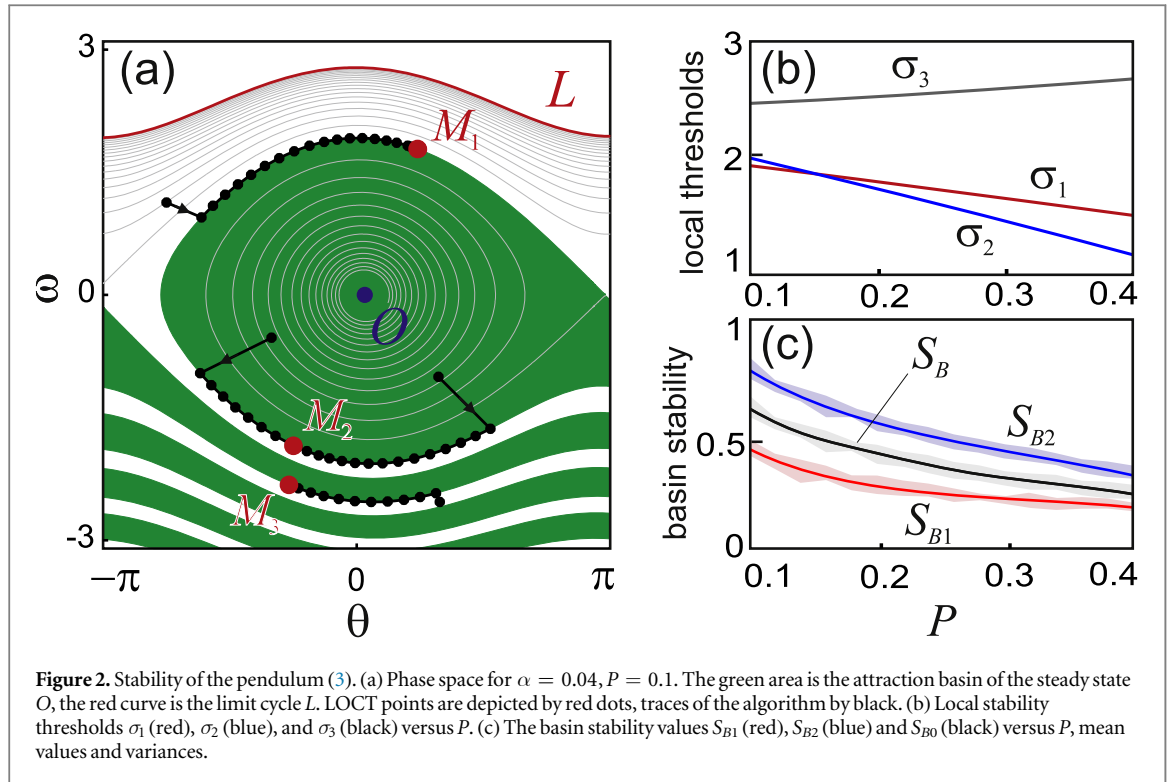 (a)
3
0
-3
ω
−π
0
π
θ
L
M1
O
M2
M3
(b)
3
2
1
local thresholds
σ3
σ1
σ2
0.1 0.2 0.3 0.4
(c)
1
0.5
0
basin stability
SB
SB2
SB1
0.1 0.2 0.3 0.4
P
Figure 2. Stability of the pendulum (3). (a) Phase space for α = 0.04, P = 0.1. The green area is the attraction basin of the steady state
O, the red curve is the limit cycle L. LOCT points are depicted by red dots, traces of the algorithm by black. (b) Local stability
thresholds σ1 (red), σ2 (blue), and σ3 (black) versus P. (c) The basin stability values SB1 (red), SB2 (blue) and SB0 (black) versus P, mean
values and variances.